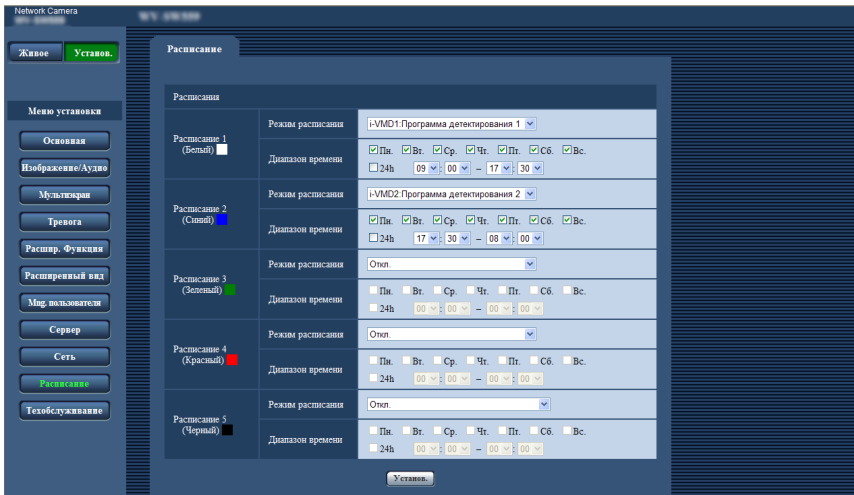 Network Camera
Живое
Установ.
Меню установки
Основная
Изображение/Аудио
Мультиэкран
Тревога
Расшир. Функция
Расширенный вид
Mng. пользователя
Сервер
Сеть
Расписание
Техобслуживание
Расписание
Расписания
Расписание 1
(Белый)
Режим расписания
i-VMD1:Программа детектирования 1
Диапазон времени
Пн. Вт. Ср. Чт. Пт. Сб. Вс.
24h 09 : 00 – 17 : 30
Расписание 2
(Синий)
Режим расписания
i-VMD2:Программа детектирования 2
Диапазон времени
Пн. Вт. Ср. Чт. Пт. Сб. Вс.
24h 17 : 30 – 08 : 00
Расписание 3
(Зеленый)
Режим расписания
Откл.
Диапазон времени
Пн. Вт. Ср. Чт. Пт. Сб. Вс.
24h 00 : 00 – 00 : 00
Расписание 4
(Красный)
Режим расписания
Откл.
Диапазон времени
Пн. Вт. Ср. Чт. Пт. Сб. Вс.
24h 00 : 00 – 00 : 00
Расписание 5
(Черный)
Режим расписания
Откл.
Диапазон времени
Пн. Вт. Ср. Чт. Пт. Сб. Вс.
24h 00 : 00 – 00 : 00
Установ.